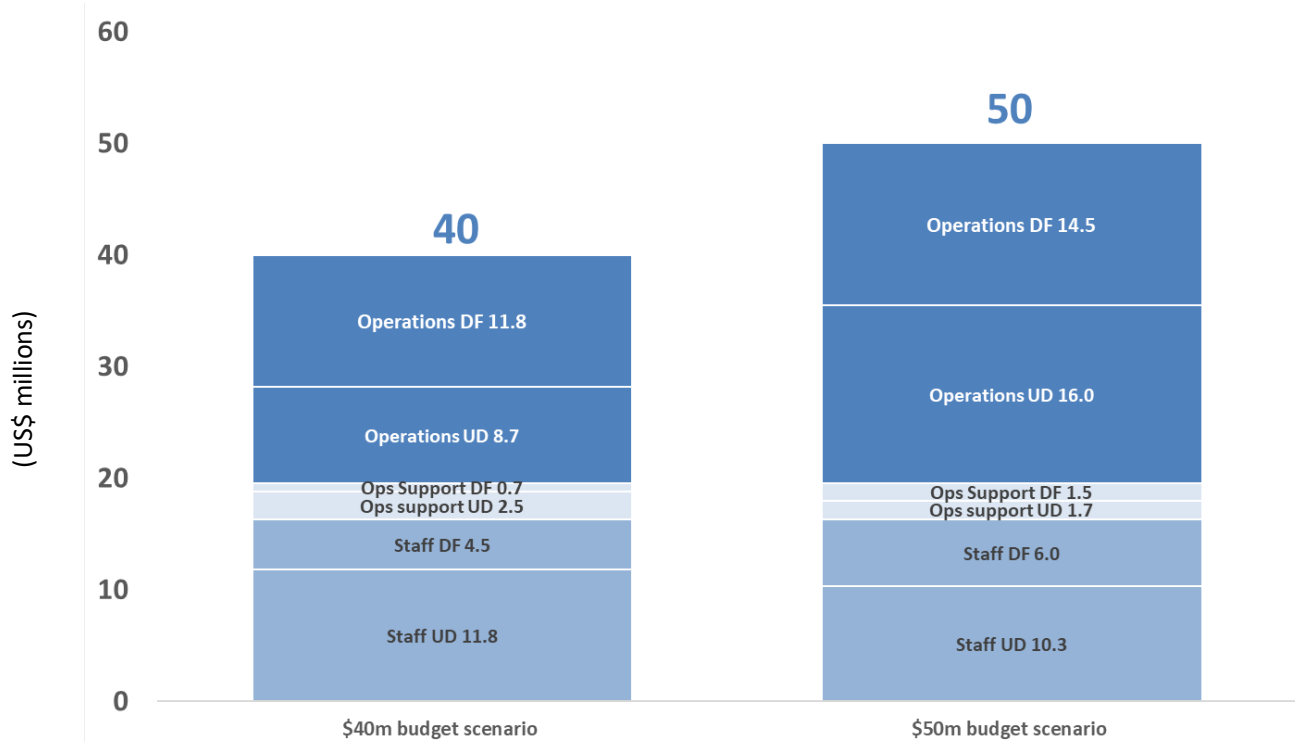 60
50
40
30
20
10
0
(US$ millions)
40
Operations DF 11.8
Operations UD 8.7
Ops Support DF 0.7
Ops support UD 2.5
Staff DF 4.5
Staff UD 11.8
$40m budget scenario
50
Operations DF 14.5
Operations UD 16.0
Ops Support DF 1.5
Ops support UD 1.7
Staff DF 6.0
Staff UD 10.3
$50m budget scenario